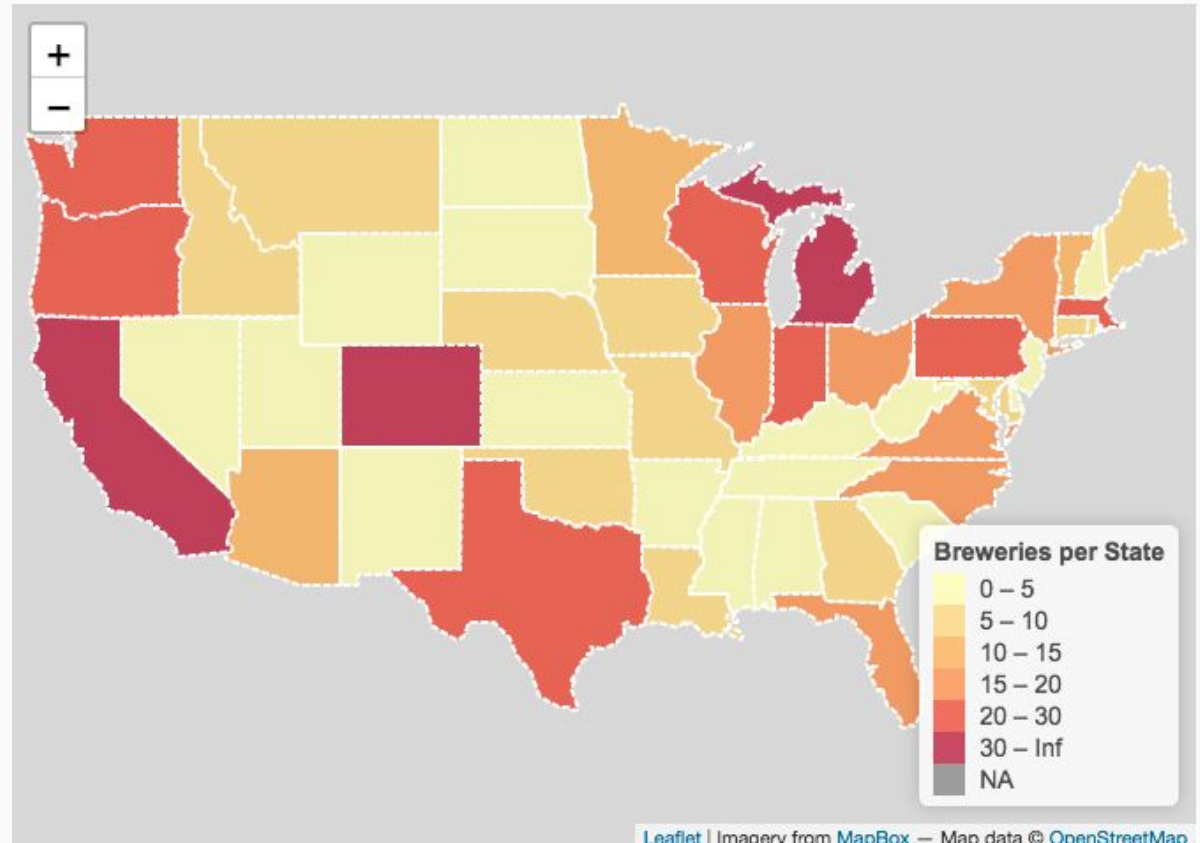 +
−
Breweries per State
0 – 5
5 – 10
10 – 15
15 – 20
20 – 30
30 – Inf
NA
Leaflet | Imagery from MapBox — Map data © OpenStreetMap